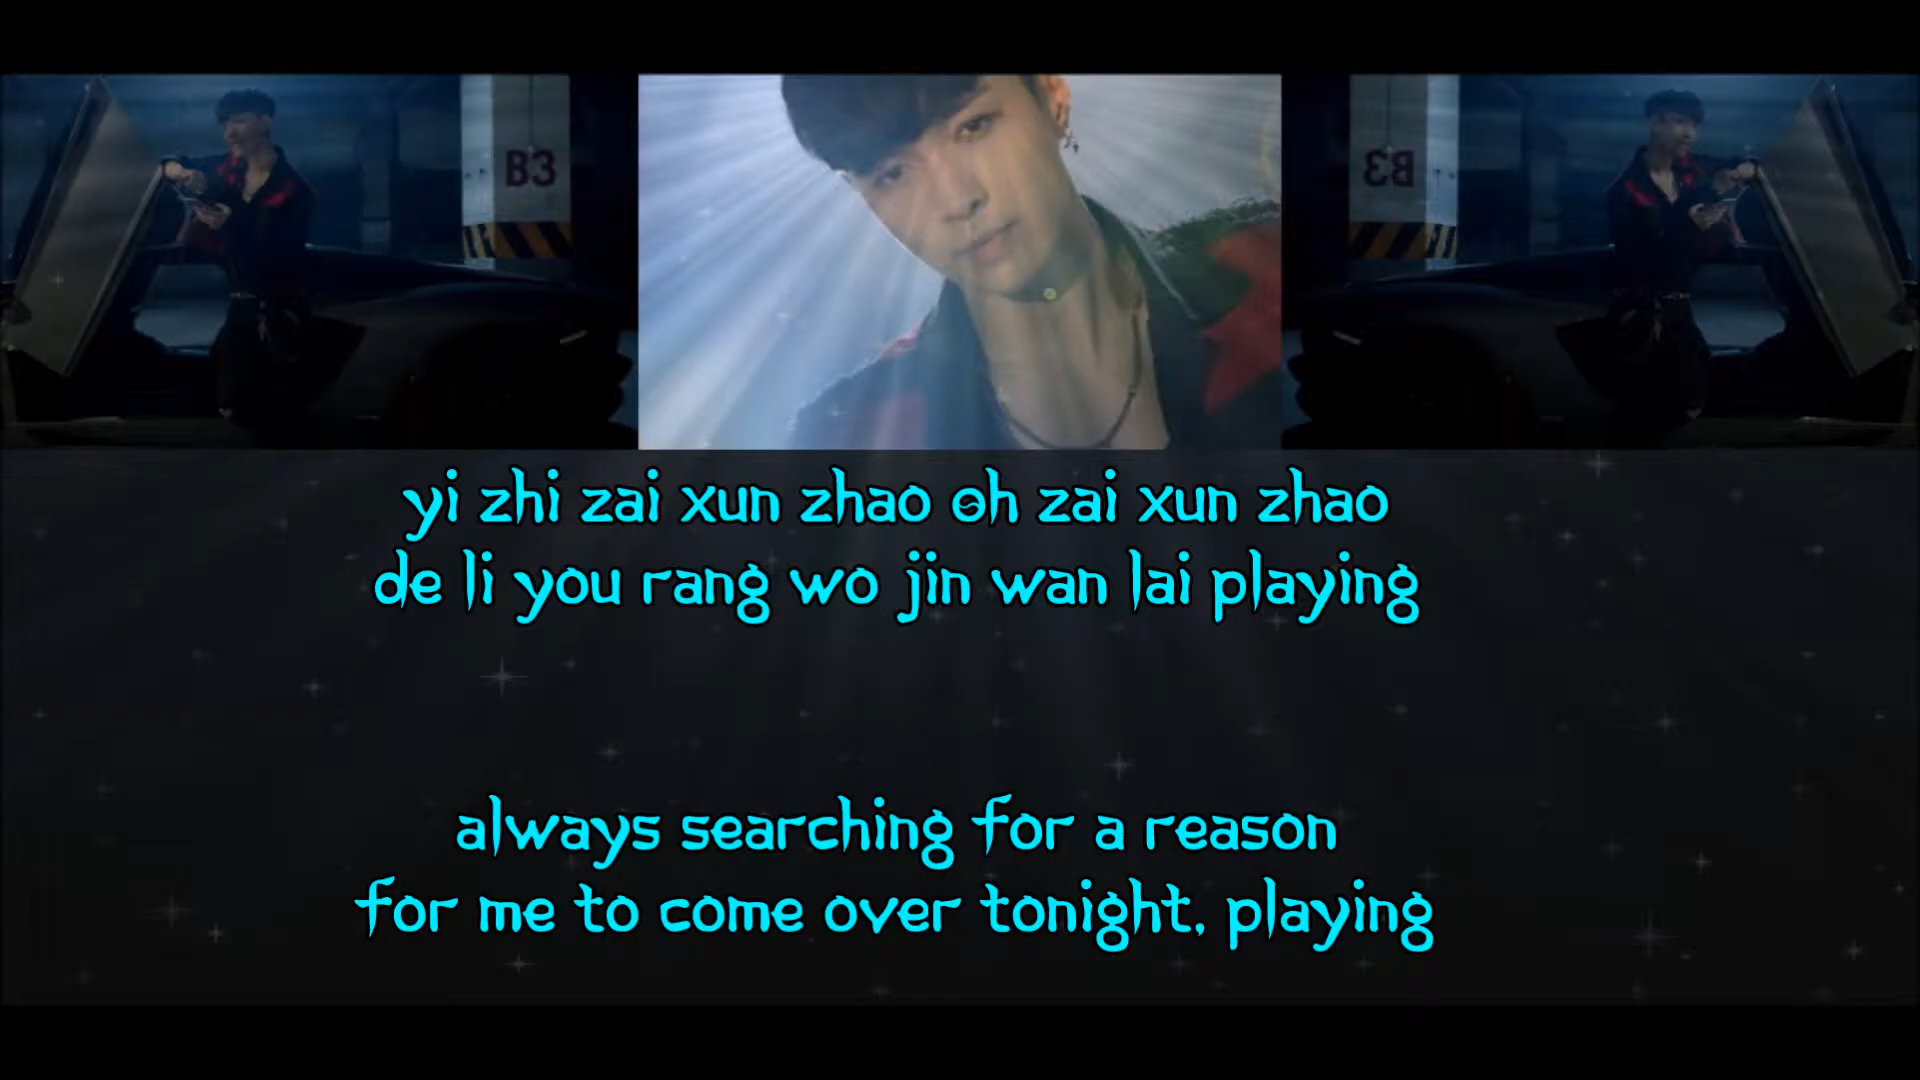 B3
B3
yi zhi zai xun zhao oh zai xun zhao
de li you rang wo jin wan lai playing
always searching for a reason
for me to come over tonight, playing